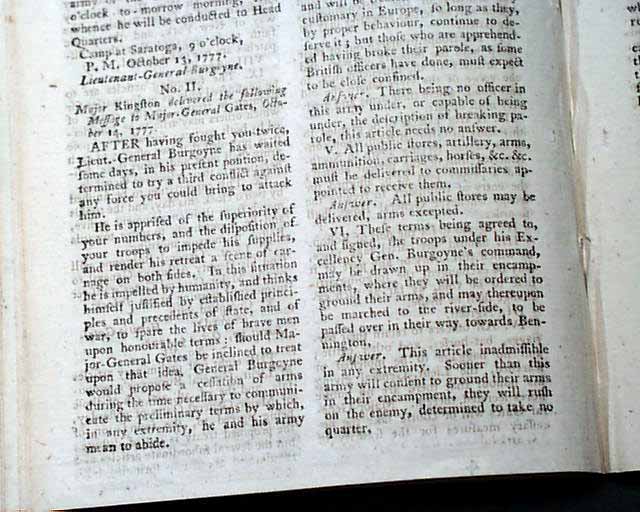 army of
o'clock to-morrow morning,
whence he will be conducted to Head
Quarters.
Camp at Saratoga, 9 o'clock,
P. M. October 13, 1777.
Lieutenant-General Burgoyne.
No. II.
Major Kingston delivered the following
Message to Major-General Gates, Octo-
ber 14, 1777.
AFTER having fought you twice,
Lieut. General Burgoyne has waited
some days, in his present position, de-
termined to try a third conflict against
any force you could bring to attack
him.
He is apprised of the superiority of
your numbers, and the disposition of
your troops to impede his supplies,
and render his retreat a scene of car-
nage on both sides. In this situation
he is impelled by humanity, and thinks
himself justified by established princi-
ples and precedents of state, and of
war, to spare the lives of brave men
upon honourable terms: should Ma-
jor-General Gates be inclined to treat
upon that idea, General Burgoyne
would propose a cessation of arms
during the time necessary to communi-
cate the preliminary terms by which,
in any extremity, he and his army
mean to abide.
and will be
customary in Europe, so long as they,
by proper behaviour, continue to de-
serve it; but those who are apprehend-
ed having broke their parole, as some
British officers have done, must expect
to be close confined.
Answer. There being no officer in
this army under, or capable of being
under, the description of breaking pa-
role, this article needs no answer.
V. All public stores, artillery, arms,
ammunition, carriages, horses, &c. &c.
must be delivered to commissaries ap-
pointed to receive them.
Answer. All public stores may be
delivered, arms excepted.
VI. These terms being agreed to,
and signed, the troops under his Ex-
cellency Gen. Burgoyne's command,
may be drawn up in their encamp-
ments, where they will be ordered to
ground their arms, and may thereupon
be marched to the river-side, to be
passed over in their way towards Ben-
nington.
Answer. This article inadmissible
in any extremity. Sooner than this
army will consent to ground their arms
in their encampment, they will rush
on the enemy, determined to take no
quarter.